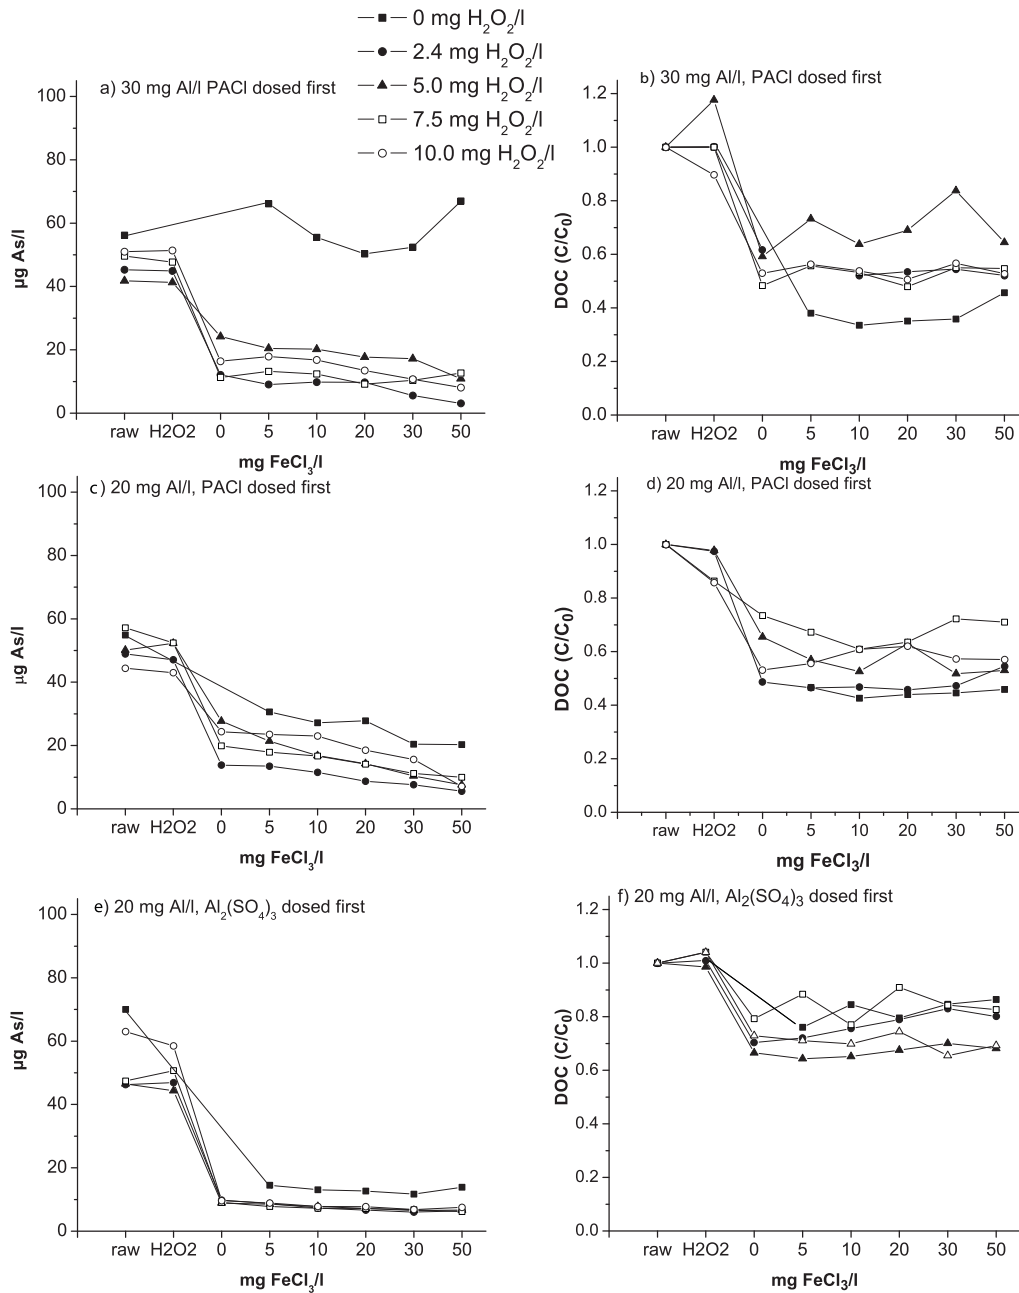 0 mg H₂O₂/l
2.4 mg H₂O₂/l
5.0 mg H₂O₂/l
7.5 mg H₂O₂/l
10.0 mg H₂O₂/l
a) 30 mg Al/l PACl dosed first
100
80
60
40
20
0
µg As/l
raw H2O2 0 5 10 20 30 50
mg FeCl₃/l
b) 30 mg Al/l, PACl dosed first
1.2
1.0
0.8
0.6
0.4
0.2
0.0
DOC (C/C₀)
raw H2O2 0 5 10 20 30 50
mg FeCl₃/l
c) 20 mg Al/l, PACl dosed first
100
80
60
40
20
0
µg As/l
raw H2O2 0 5 10 20 30 50
mg FeCl₃/l
d) 20 mg Al/l, PACl dosed first
1.2
1.0
0.8
0.6
0.4
0.2
0.0
DOC (C/C₀)
raw H2O2 0 5 10 20 30 50
mg FeCl₃/l
e) 20 mg Al/l, Al₂(SO₄)₃ dosed first
100
80
60
40
20
0
µg As/l
raw H2O2 0 5 10 20 30 50
mg FeCl₃/l
f) 20 mg Al/l, Al₂(SO₄)₃ dosed first
1.2
1.0
0.8
0.6
0.4
0.2
0.0
DOC (C/C₀)
raw H2O2 0 5 10 20 30 50
mg FeCl₃/l